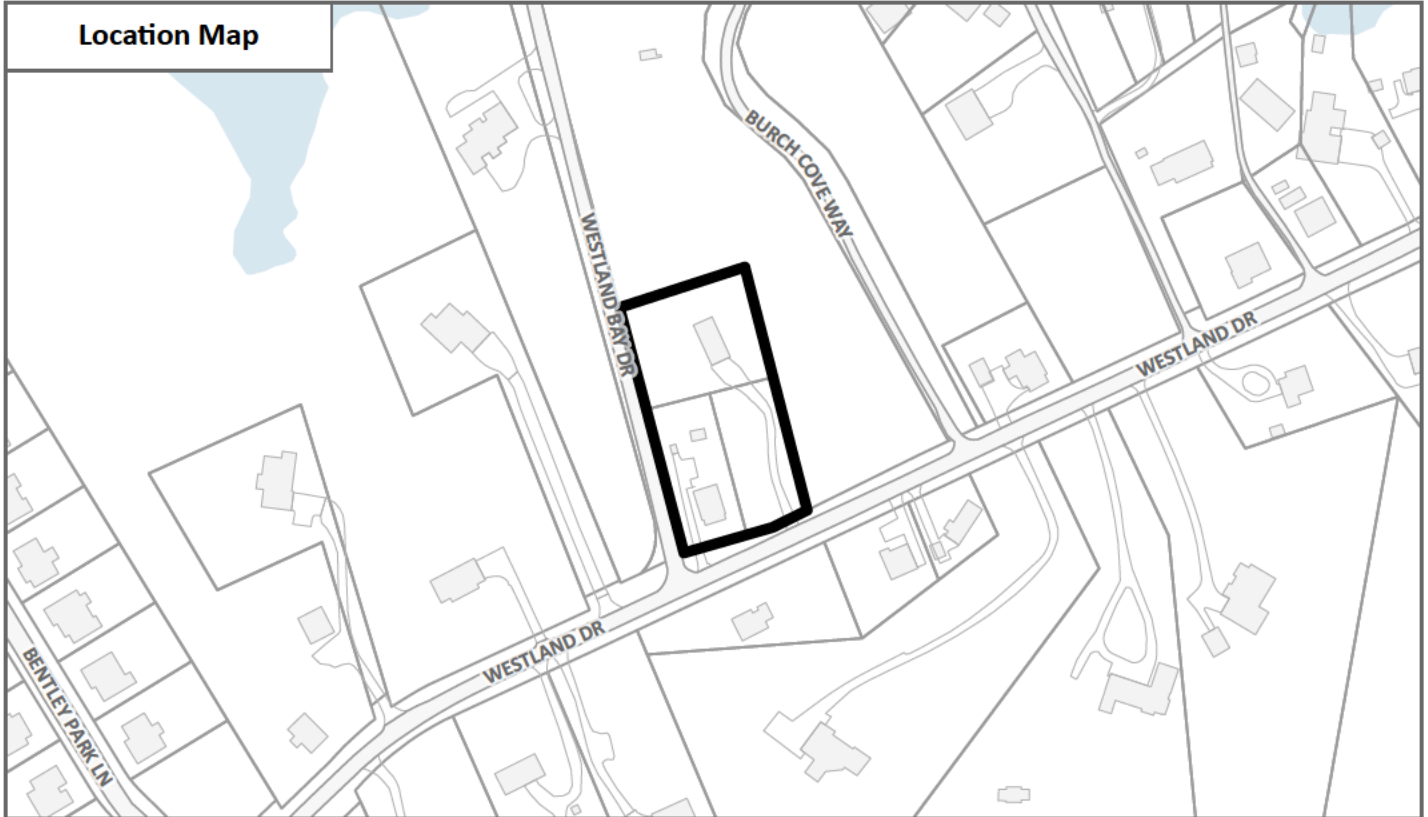 Location Map
BURCH COVE WAY
WESTLAND BAY DR
WESTLAND DR
WESTLAND DR
BENTLEY PARK LN